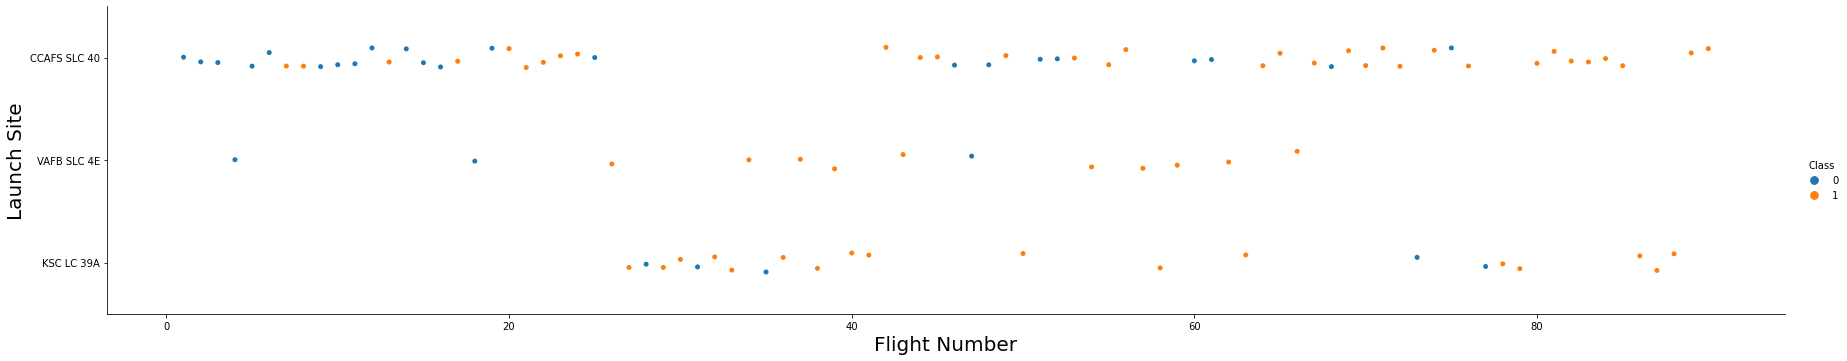 Launch Site
CCAFS SLC 40
VAFB SLC 4E
KSC LC 39A
0
20
40
60
80
Flight Number
Class
0
1